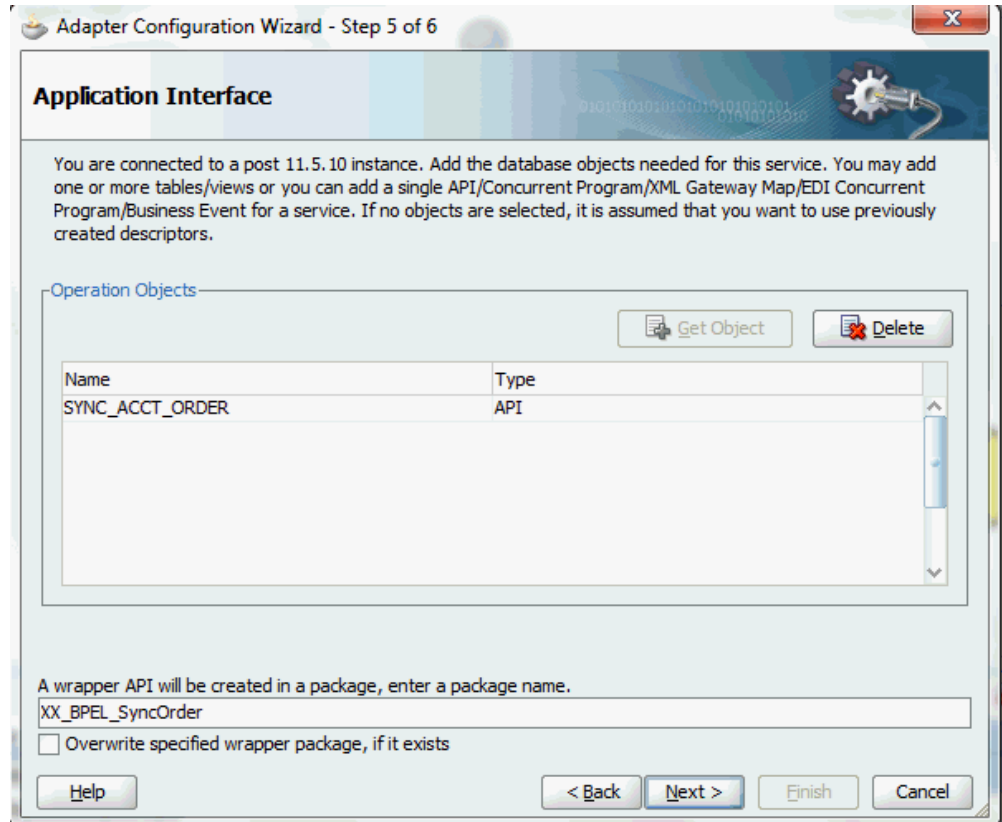 Adapter Configuration Wizard - Step 5 of 6
x
Application Interface
You are connected to a post 11.5.10 instance. Add the database objects needed for this service. You may add
one or more tables/views or you can add a single API/Concurrent Program/XML Gateway Map/EDI Concurrent
Program/Business Event for a service. If no objects are selected, it is assumed that you want to use previously
created descriptors.
Operation Objects
Get Object Delete
Name Type
SYNC_ACCT_ORDER API
A wrapper API will be created in a package, enter a package name.
XX_BPEL_SyncOrder
Overwrite specified wrapper package, if it exists
Help < Back Next > Finish Cancel